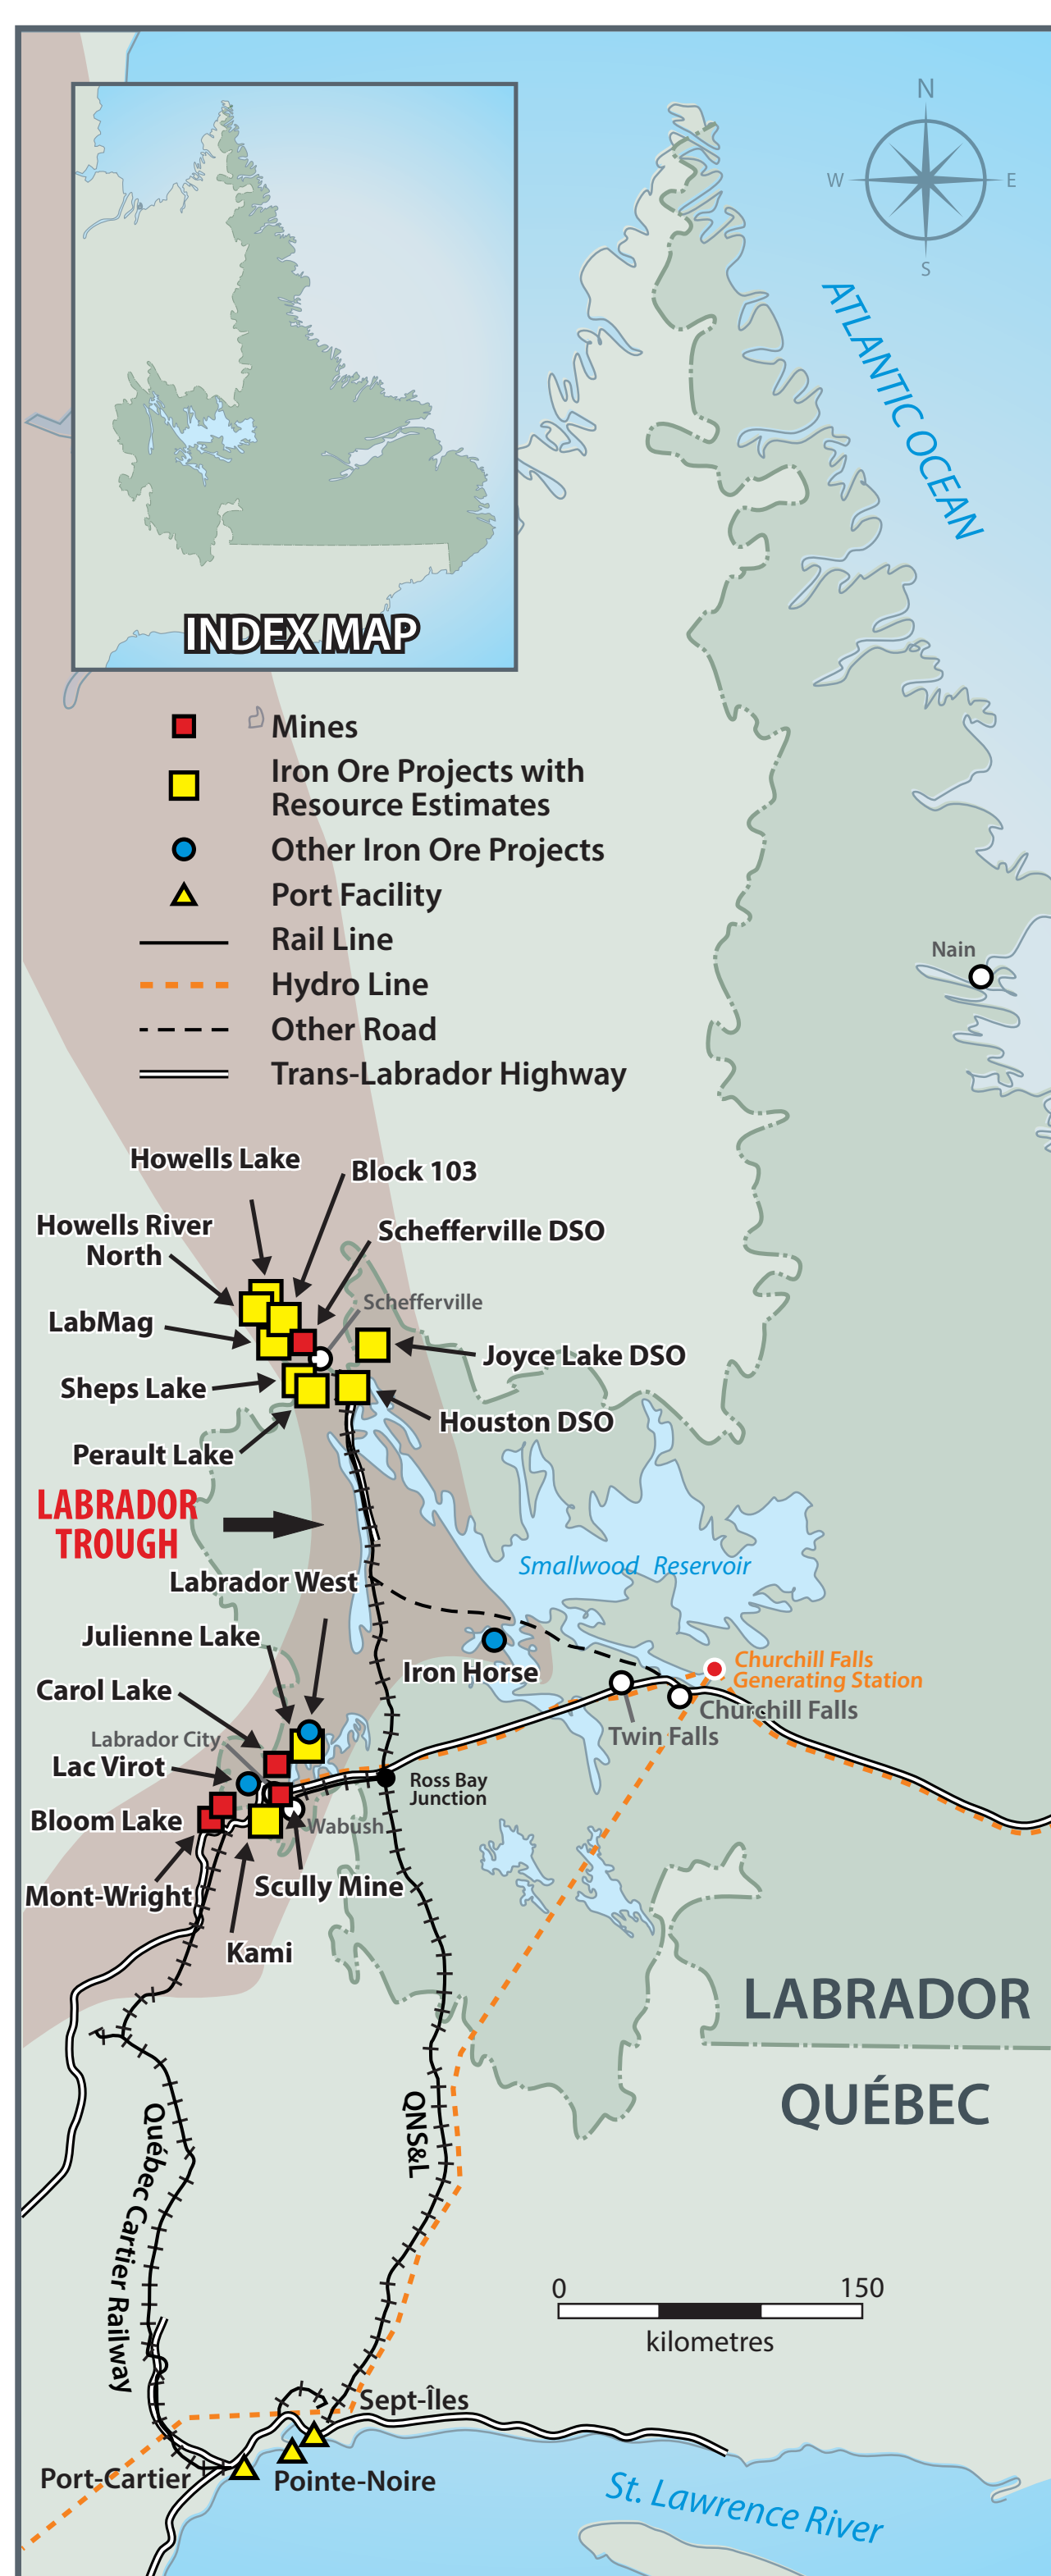 N
W
E
S
ATLANTIC OCEAN
INDEX MAP
Mines
Iron Ore Projects with
Resource Estimates
Other Iron Ore Projects
Port Facility
Rail Line
Hydro Line
Other Road
Trans-Labrador Highway
Nain
Howells Lake
Block 103
Howells River
North
Schefferville DSO
Schefferville
LabMag
Joyce Lake DSO
Sheps Lake
Houston DSO
Perault Lake
LABRADOR
TROUGH
Smallwood Reservoir
Labrador West
Julienne Lake
Iron Horse
Churchill Falls
Generating Station
Carol Lake
Churchill Falls
Twin Falls
Labrador City
Lac Virot
Ross Bay
Junction
Bloom Lake
Wabush
Mont-Wright
Scully Mine
Kami
LABRADOR
QUÉBEC
QNS&L
Québec Cartier Railway
0
150
kilometres
Sept-Îles
Port-Cartier
Pointe-Noire
St. Lawrence River